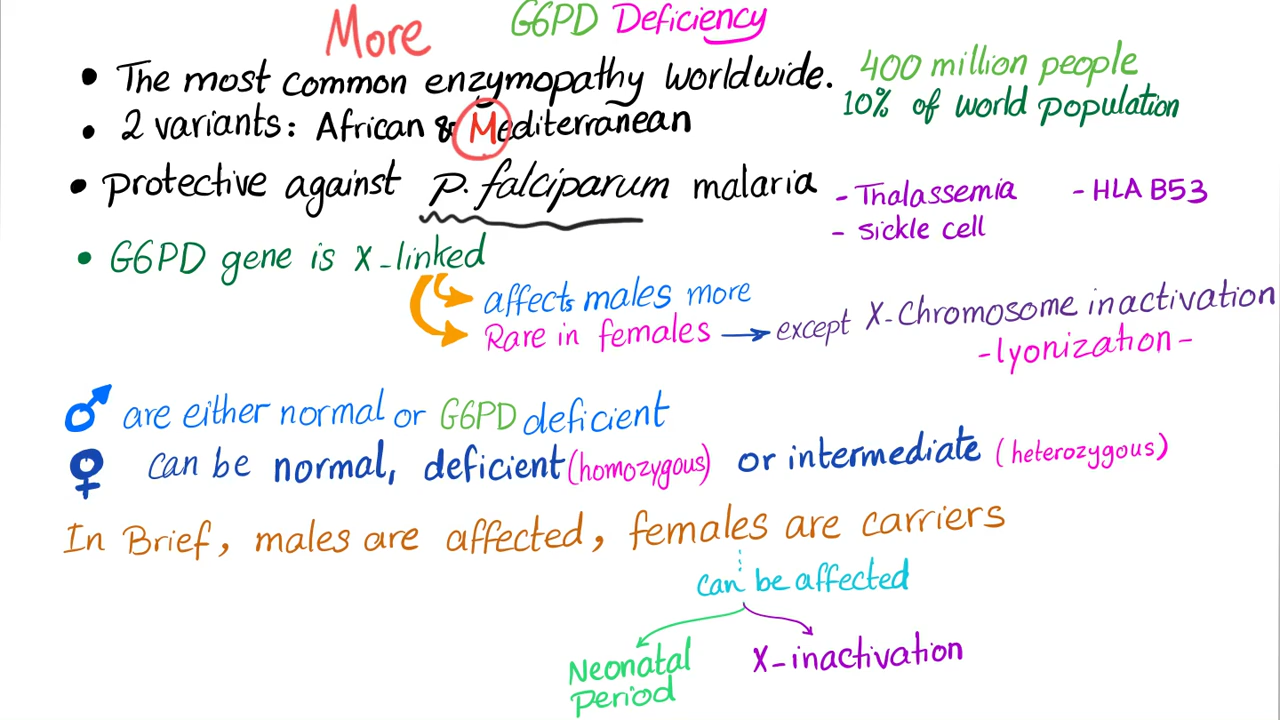 More
G6PD Deficiency
• The most common enzymopathy worldwide.
400 million people
10% of world population
• 2 variants: African & Mediterranean
• protective against p. falciparum malaria
- Thalassemia
- HLA B53
- Sickle cell
• G6PD gene is X-linked
affects males more
Rare in females → except X-Chromosome inactivation
- lyonization -
♂ are either normal or G6PD deficient
♀ can be normal, deficient (homozygous) or intermediate (heterozygous)
In Brief, males are affected, females are carriers
can be affected
Neonatal
period
X-inactivation